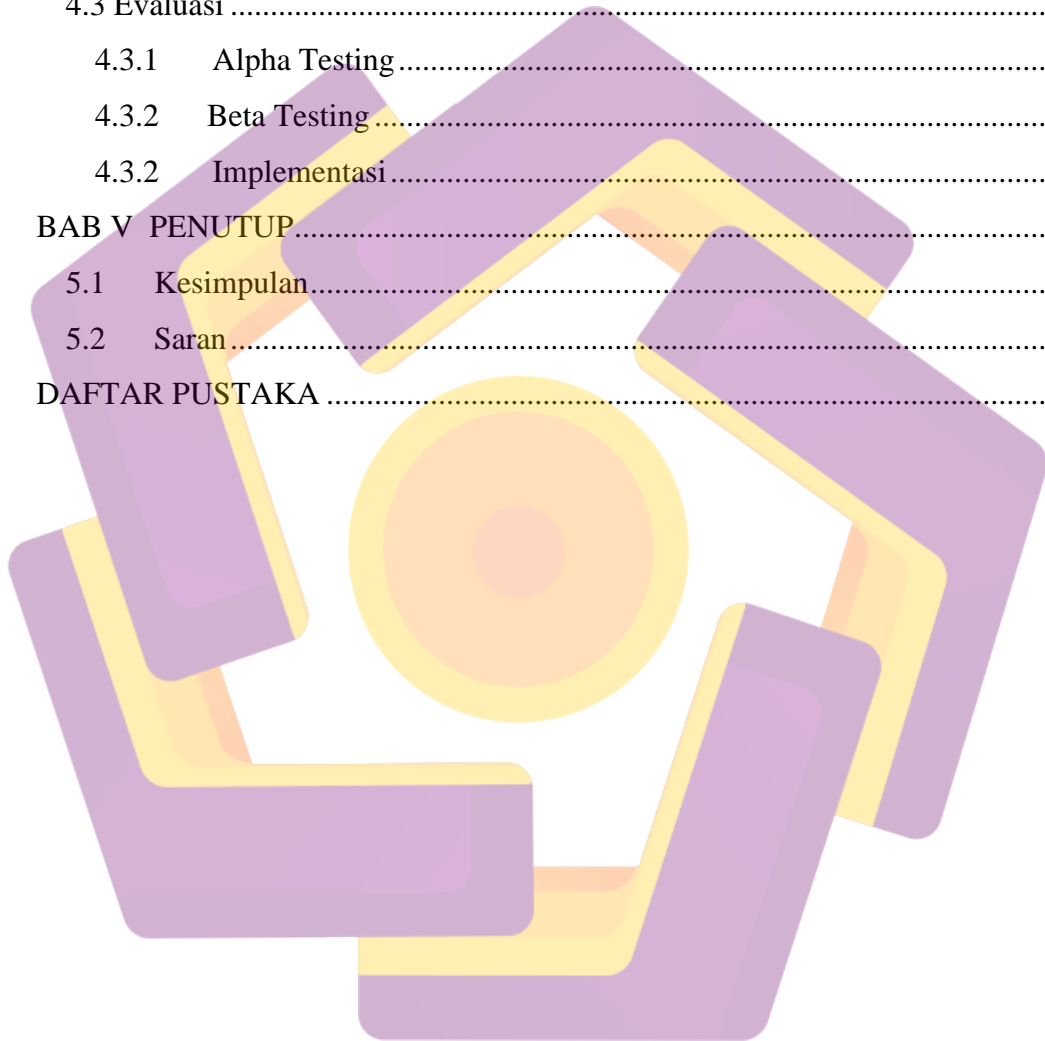 4.3 Evaluasi ........................................................................................................
4.3.1 Alpha Testing ...................................................................................
4.3.2 Beta Testing ......................................................................................
4.3.2 Implementasi ....................................................................................
BAB V PENUTUP ..............................................................................................
5.1 Kesimpulan ..............................................................................................
5.2 Saran ........................................................................................................
DAFTAR PUSTAKA ..........................................................................................